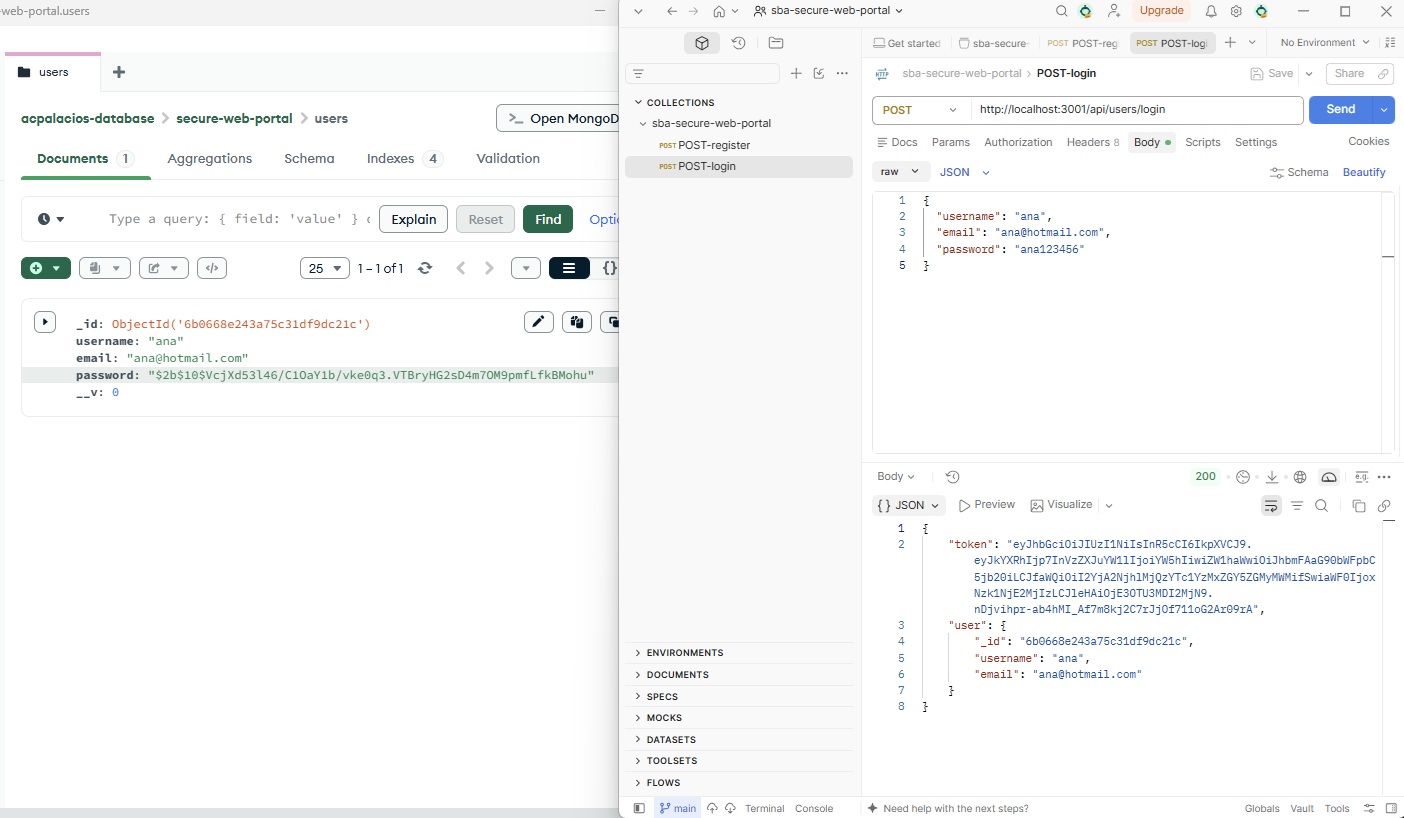 -web-portal.users
users
acpalacios-database
secure-web-portal
users
Open MongoD
Documents 1
Aggregations
Schema
Indexes 4
Validation
Type a query: { field: 'value' }
Explain
Reset
Find
Optio
25
1 – 1 of 1
_id: ObjectId('6b0668e243a75c31df9dc21c')
username: "ana"
email: "ana@hotmail.com"
password: "$2b$10$VcjXd53l46/C1OaY1b/vke0q3.VTBryHG2sD4m7OM9pmfLfkBMohu"
__v: 0
sba-secure-web-portal
Upgrade
COLLECTIONS
sba-secure-web-portal
POST POST-register
POST POST-login
ENVIRONMENTS
DOCUMENTS
SPECS
MOCKS
DATASETS
TOOLSETS
FLOWS
main
Terminal
Console
Get started
sba-secure-
POST POST-reg
POST POST-logi
No Environment
HTTP
sba-secure-web-portal > POST-login
Save
Share
POST
http://localhost:3001/api/users/login
Send
Docs
Params
Authorization
Headers 8
Body
Scripts
Settings
Cookies
raw
JSON
Schema
Beautify
1 {
2 "username": "ana",
3 "email": "ana@hotmail.com",
4 "password": "ana123456"
5 }
Body
200
e.g.
{} JSON
Preview
Visualize
1 {
2 "token": "eyJhbGciOiJIUzI1NiIsInR5cCI6IkpXVCJ9.
eyJkYXRhIjp7InVzZXJuYW1lIjoiYW5hIiwiZW1haWwiOiJhbmFAaG90bWFpbC
5jb20iLCJfaWQiOiI2YjA2NjhlMjQzYTc1YzMxZGY5ZGMyMWMifSwiaWF0Ijox
Nzk1NjE2MjIzLCJleHAiOjE3OTU3MDI2MjN9.
nDjvihpr-ab4hMI_Af7m8kj2C7rJjOf711oG2Ar09rA",
3 "user": {
4 "_id": "6b0668e243a75c31df9dc21c",
5 "username": "ana",
6 "email": "ana@hotmail.com"
7 }
8 }
Need help with the next steps?
Globals
Vault
Tools